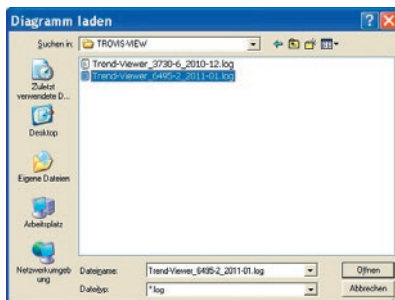 Diagramm laden
Suchen in: TROVIS-VIEW
Trend-Viewer_3730-6_2010-12.log
Trend-Viewer_6495-2_2011-01.log
Zuletzt
verwendete D...
Desktop
Eigene Dateien
Arbeitsplatz
Netzwerkumgeb
ung
Dateiname: Trend-Viewer_6495-2_2011-01.log Öffnen
Dateityp: *.log Abbrechen